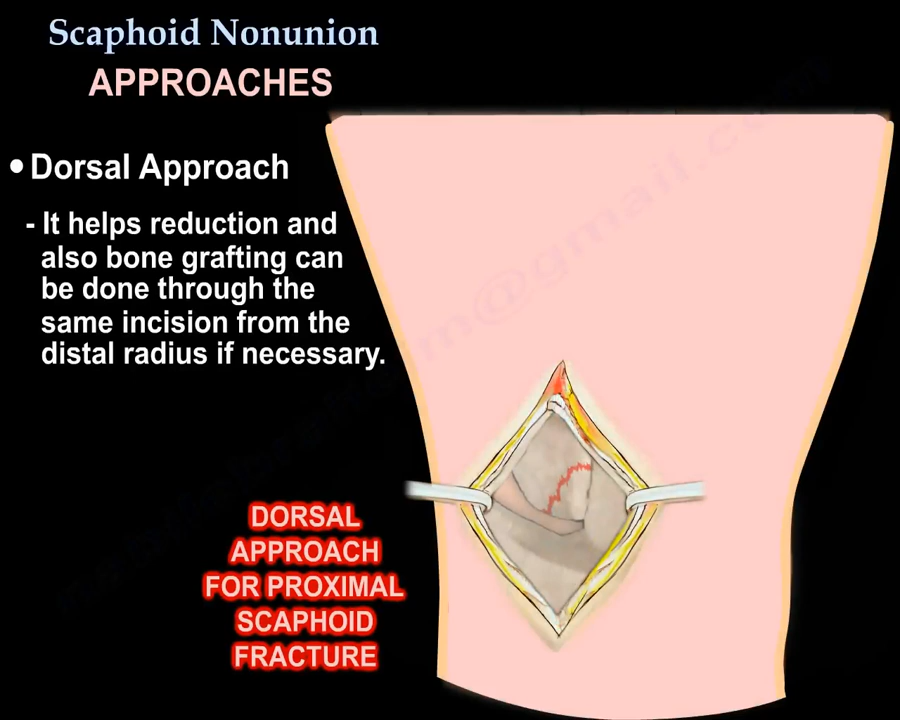 Scaphoid Nonunion
APPROACHES
• Dorsal Approach
- It helps reduction and
also bone grafting can
be done through the
same incision from the
distal radius if necessary.
DORSAL
APPROACH
FOR PROXIMAL
SCAPHOID
FRACTURE